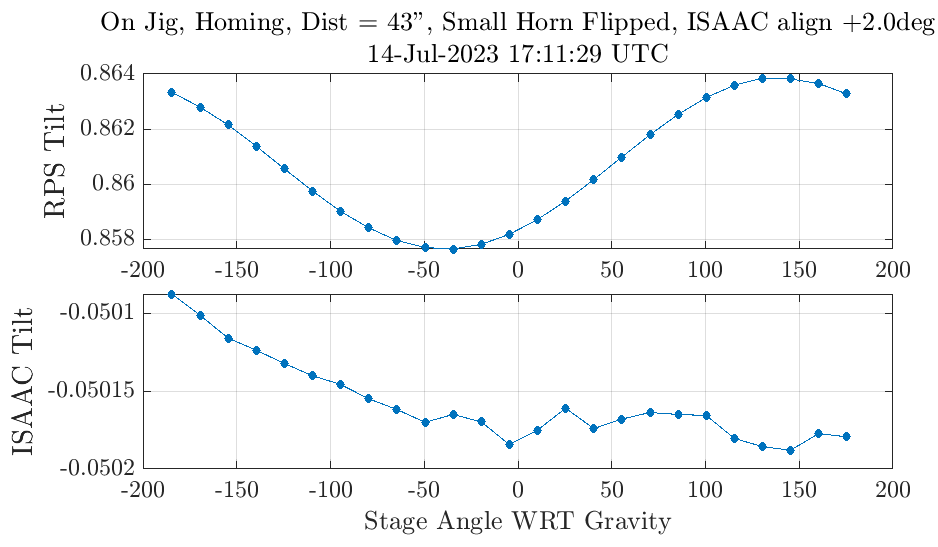 On Jig, Homing, Dist = 43”, Small Horn Flipped, ISAAC align +2.0deg
14-Jul-2023 17:11:29 UTC
0.864
0.862
0.86
0.858
RPS Tilt
-200 -150 -100 -50 0 50 100 150 200
-0.0501
-0.05015
-0.0502
ISAAC Tilt
-200 -150 -100 -50 0 50 100 150 200
Stage Angle WRT Gravity